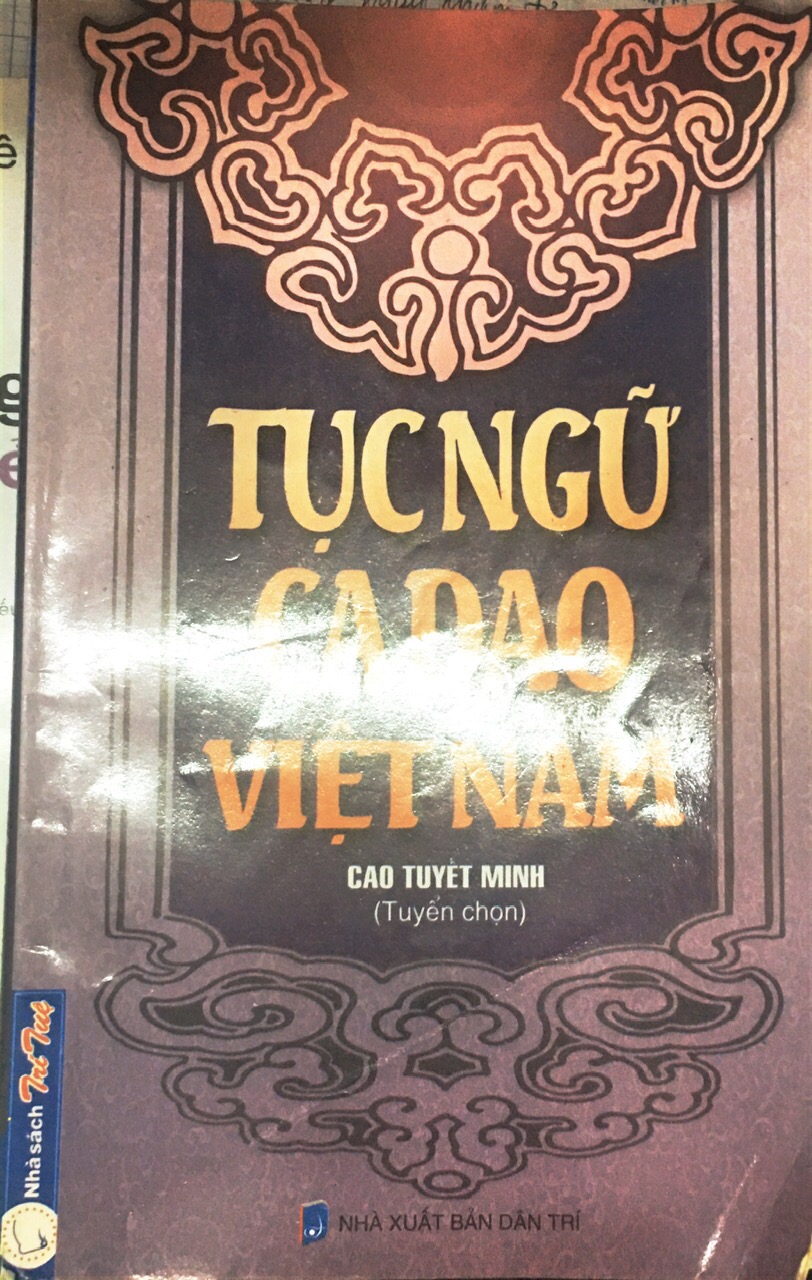 TỤC NGỮ
CA DAO
VIỆT NAM
CAO TUYẾT MINH
(Tuyển chọn)
Nhà sách Trí Tuệ
NHÀ XUẤT BẢN DÂN TRÍ